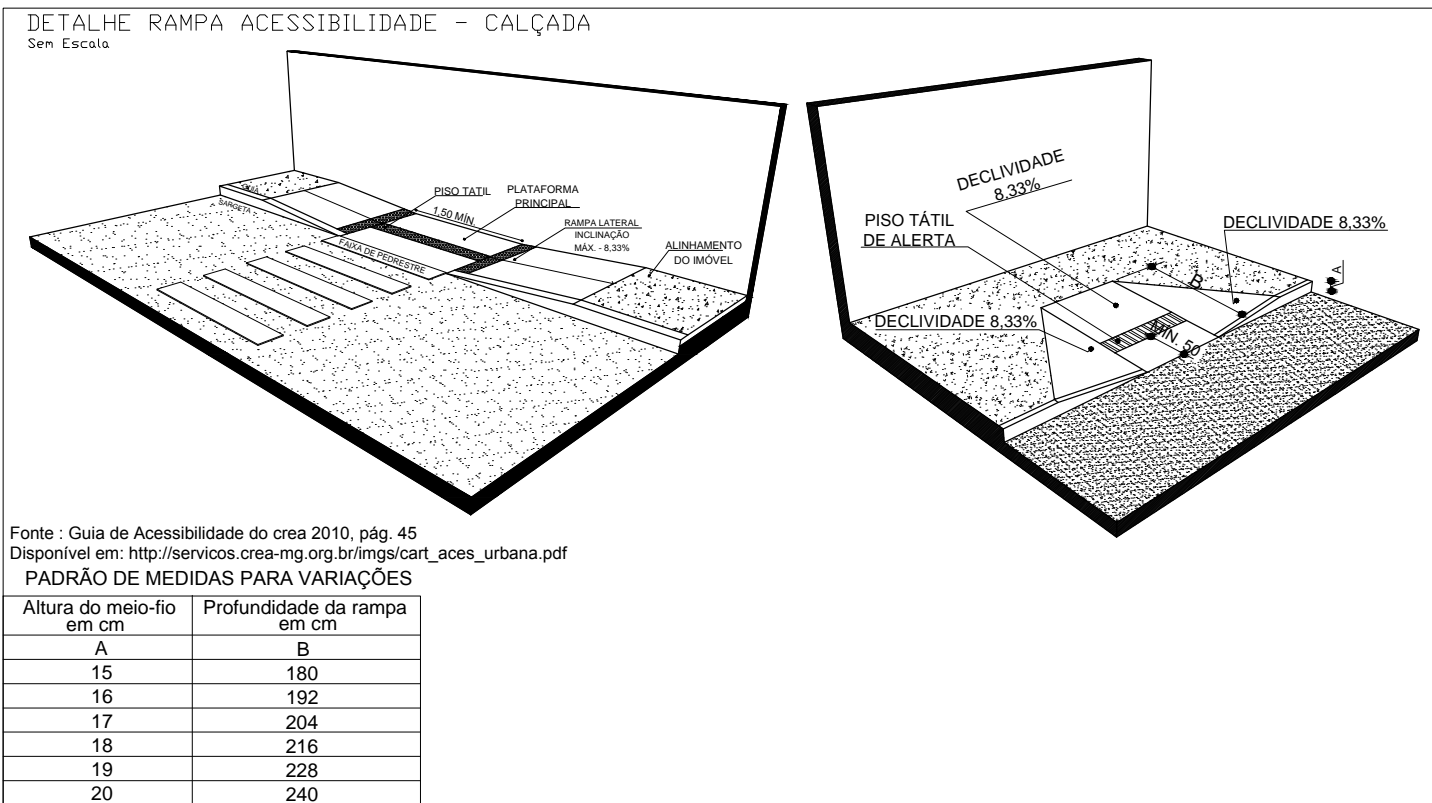 DETALHE RAMPA ACESSIBILIDADE - CALÇADA
Sem Escala
GUIA
SARGETA
PISO TATIL
1,50 MÍN.
PLATAFORMA
PRINCIPAL
RAMPA LATERAL
INCLINAÇÃO
MÁX. - 8,33%
FAIXA DE PEDRESTRE
ALINHAMENTO
DO IMÓVEL
DECLIVIDADE
8,33%
PISO TÁTIL
DE ALERTA
DECLIVIDADE 8,33%
A
B
DECLIVIDADE 8,33%
MÍN. 50
Fonte : Guia de Acessibilidade do crea 2010, pág. 45
Disponível em: http://servicos.crea-mg.org.br/imgs/cart_aces_urbana.pdf
PADRÃO DE MEDIDAS PARA VARIAÇÕES
Altura do meio-fio em cm Profundidade da rampa em cm
A B
15 180
16 192
17 204
18 216
19 228
20 240